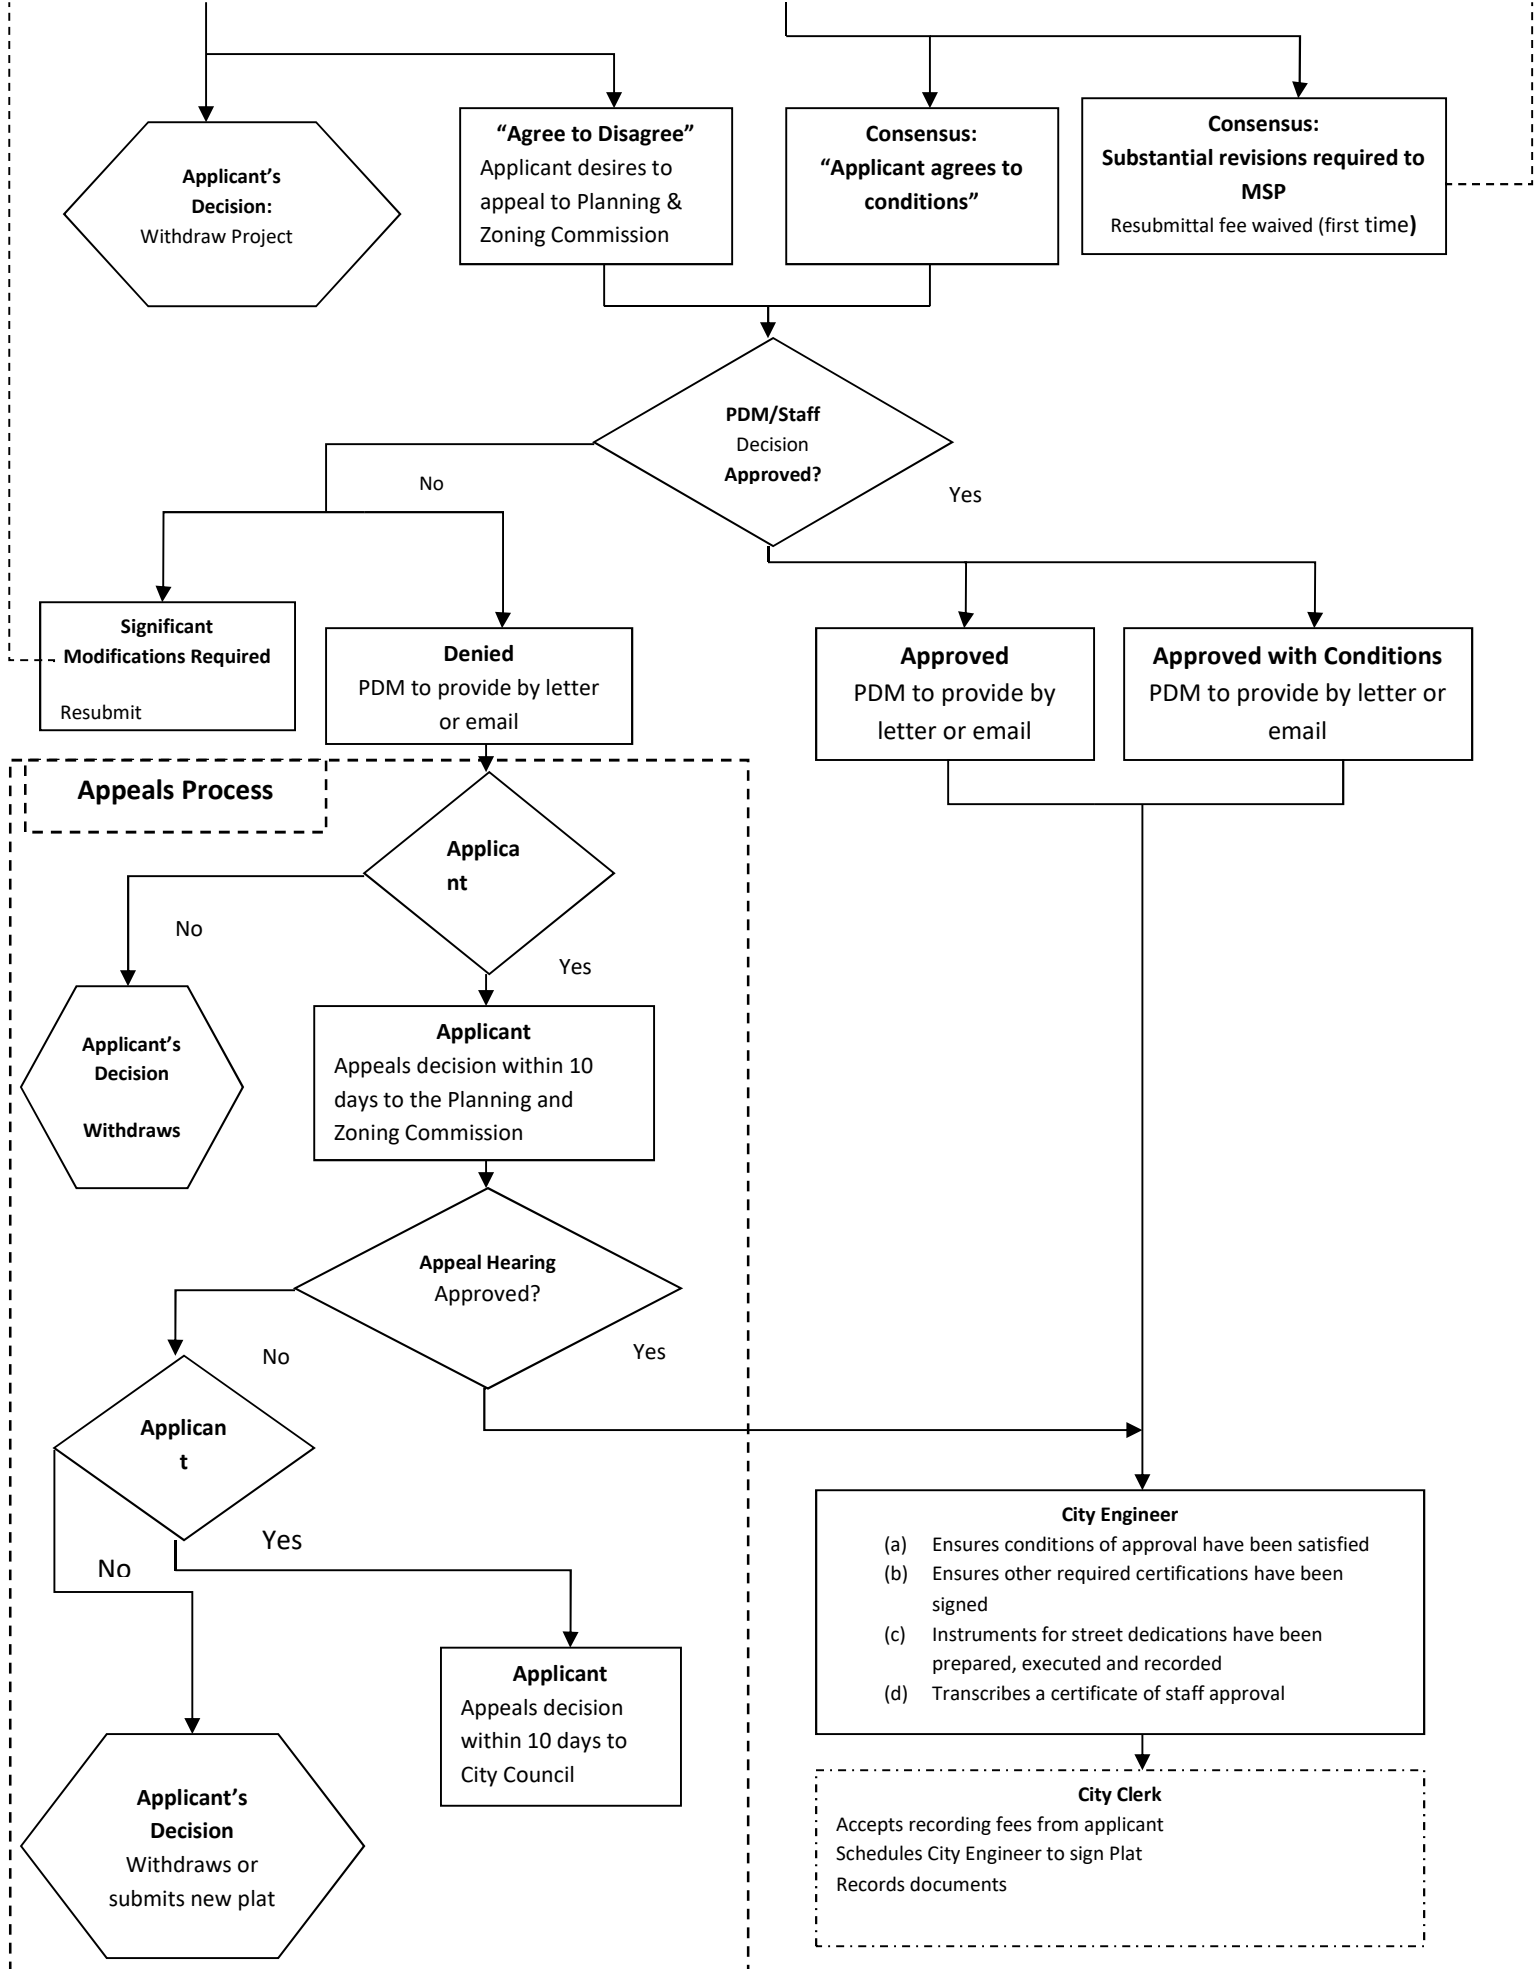 Applicant’s
Decision:
Withdraw Project
“Agree to Disagree”
Applicant desires to
appeal to Planning &
Zoning Commission
Consensus:
“Applicant agrees to
conditions”
Consensus:
Substantial revisions required to
MSP
Resubmittal fee waived (first time)
PDM/Staff
Decision
Approved?
No
Yes
Significant
Modifications Required
Resubmit
Denied
PDM to provide by letter
or email
Approved
PDM to provide by
letter or email
Approved with Conditions
PDM to provide by letter or
email
Appeals Process
Applica
nt
No
Yes
Applicant’s
Decision
Withdraws
Applicant
Appeals decision within 10
days to the Planning and
Zoning Commission
Appeal Hearing
Approved?
No
Yes
Applican
t
Yes
No
City Engineer
(a) Ensures conditions of approval have been satisfied
(b) Ensures other required certifications have been
signed
(c) Instruments for street dedications have been
prepared, executed and recorded
(d) Transcribes a certificate of staff approval
Applicant
Appeals decision
within 10 days to
City Council
Applicant’s
Decision
Withdraws or
submits new plat
City Clerk
Accepts recording fees from applicant
Schedules City Engineer to sign Plat
Records documents